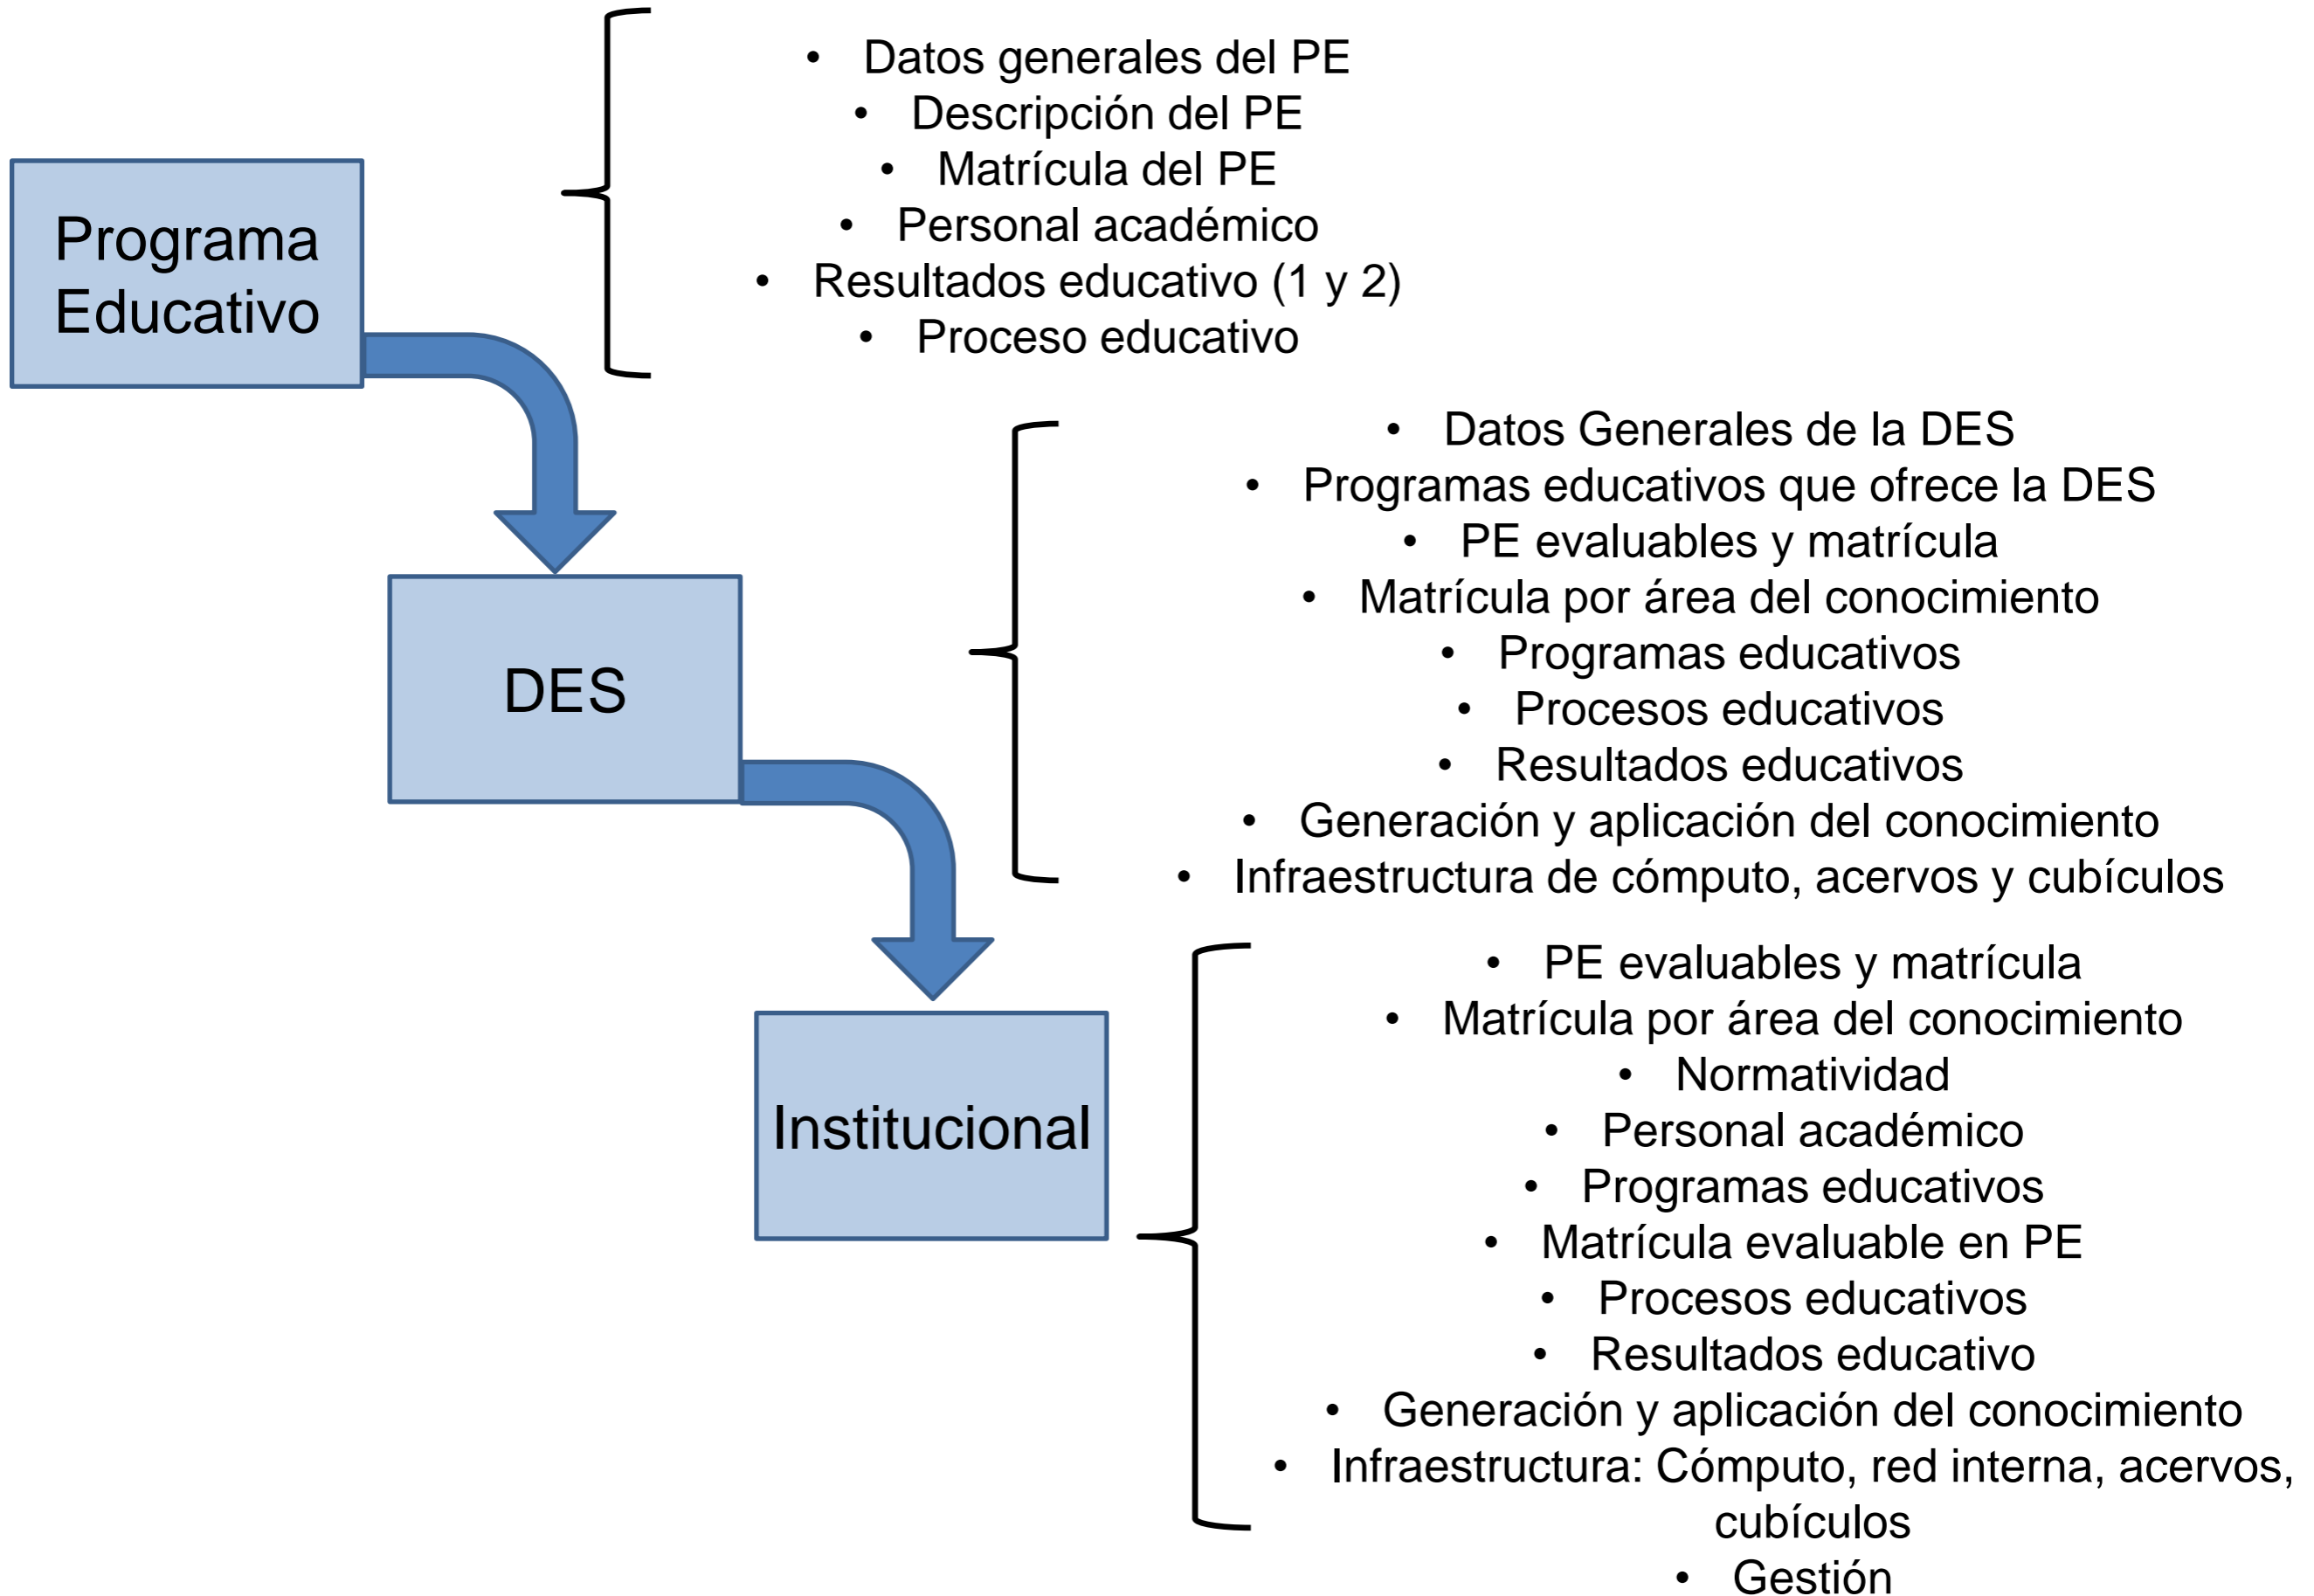 Programa
Educativo
• Datos generales del PE
• Descripción del PE
• Matrícula del PE
• Personal académico
• Resultados educativo (1 y 2)
• Proceso educativo
DES
• Datos Generales de la DES
• Programas educativos que ofrece la DES
• PE evaluables y matrícula
• Matrícula por área del conocimiento
• Programas educativos
• Procesos educativos
• Resultados educativos
• Generación y aplicación del conocimiento
• Infraestructura de cómputo, acervos y cubículos
Institucional
• PE evaluables y matrícula
• Matrícula por área del conocimiento
• Normatividad
• Personal académico
• Programas educativos
• Matrícula evaluable en PE
• Procesos educativos
• Resultados educativo
• Generación y aplicación del conocimiento
• Infraestructura: Cómputo, red interna, acervos,
cubículos
• Gestión